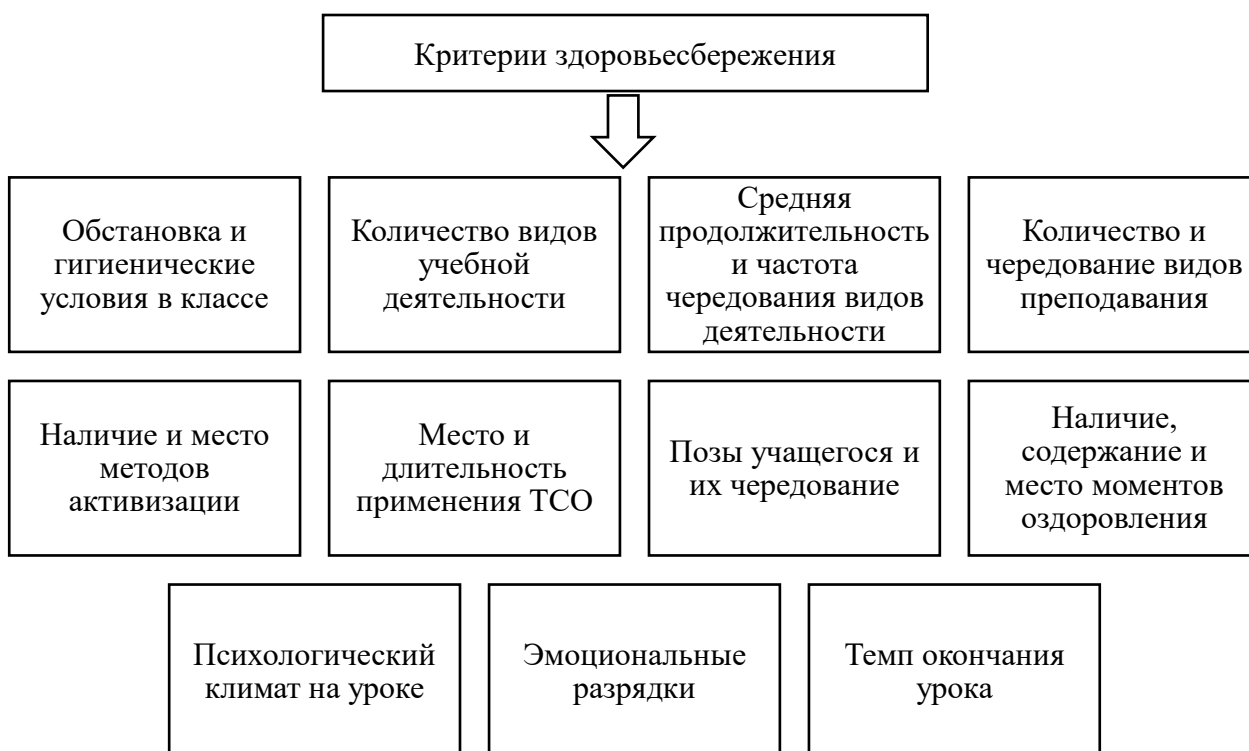 Критерии здоровьесбережения
Обстановка и
гигиенические
условия в классе
Количество видов
учебной
деятельности
Средняя
продолжительность
и частота
чередования видов
деятельности
Количество и
чередование видов
преподавания
Наличие и место
методов
активизации
Место и
длительность
применения ТСО
Позы учащегося и
их чередование
Наличие,
содержание и
место моментов
оздоровления
Психологический
климат на уроке
Эмоциональные
разрядки
Темп окончания
урока